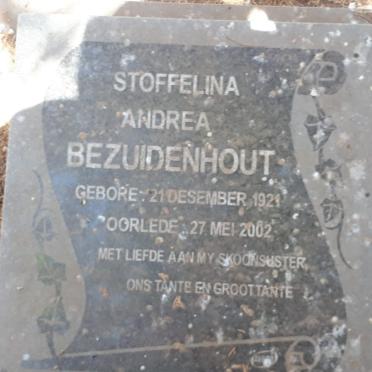 STOFFELINA
ANDREA
BEZUIDENHOUT
GEBORE : 21 DESEMBER 1921
OORLEDE : 27 MEI 2002
MET LIEFDE AAN MY SKOONSUSTER
ONS TANTE EN GROOTTANTE